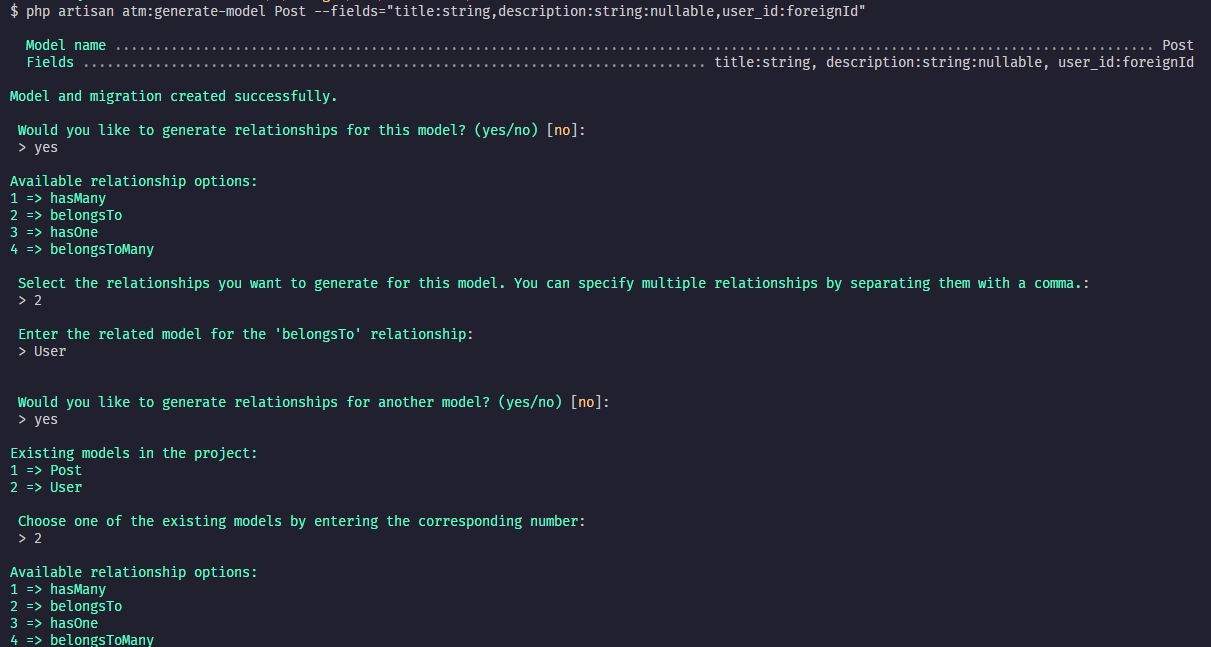 $ php artisan atm:generate-model Post --fields="title:string,description:string:nullable,user_id:foreignId"
Model name .................................................................................................................................. Post
Fields .............................................................................. title:string, description:string:nullable, user_id:foreignId
Model and migration created successfully.
Would you like to generate relationships for this model? (yes/no) [no]:
> yes
Available relationship options:
1 => hasMany
2 => belongsTo
3 => hasOne
4 => belongsToMany
Select the relationships you want to generate for this model. You can specify multiple relationships by separating them with a comma.:
> 2
Enter the related model for the 'belongsTo' relationship:
> User
Would you like to generate relationships for another model? (yes/no) [no]:
> yes
Existing models in the project:
1 => Post
2 => User
Choose one of the existing models by entering the corresponding number:
> 2
Available relationship options:
1 => hasMany
2 => belongsTo
3 => hasOne
4 => belongsToMany